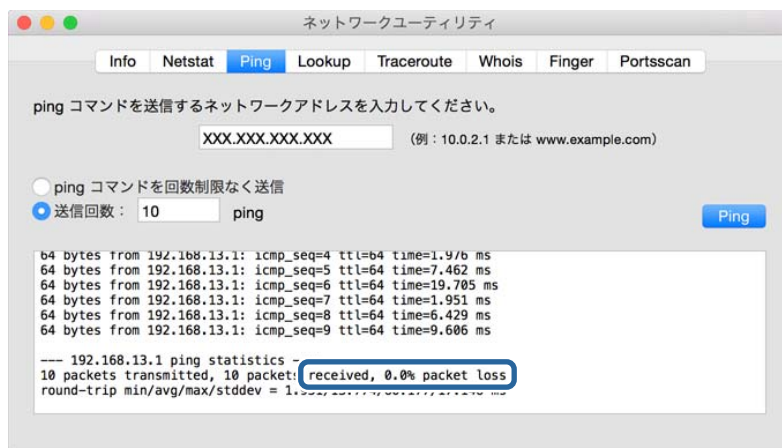 ネットワークユーティリティ
Info Netstat Ping Lookup Traceroute Whois Finger Portsscan
ping コマンドを送信するネットワークアドレスを入力してください。
XXX.XXX.XXX.XXX (例：10.0.2.1 または www.example.com)
ping コマンドを回数制限なく送信
送信回数： 10 ping
Ping
64 bytes from 192.168.13.1: icmp_seq=4 ttl=64 time=1.976 ms
64 bytes from 192.168.13.1: icmp_seq=5 ttl=64 time=7.462 ms
64 bytes from 192.168.13.1: icmp_seq=6 ttl=64 time=19.705 ms
64 bytes from 192.168.13.1: icmp_seq=7 ttl=64 time=1.951 ms
64 bytes from 192.168.13.1: icmp_seq=8 ttl=64 time=6.429 ms
64 bytes from 192.168.13.1: icmp_seq=9 ttl=64 time=9.606 ms
--- 192.168.13.1 ping statistics -
10 packets transmitted, 10 packet received, 0.0% packet loss
round-trip min/avg/max/stddev =